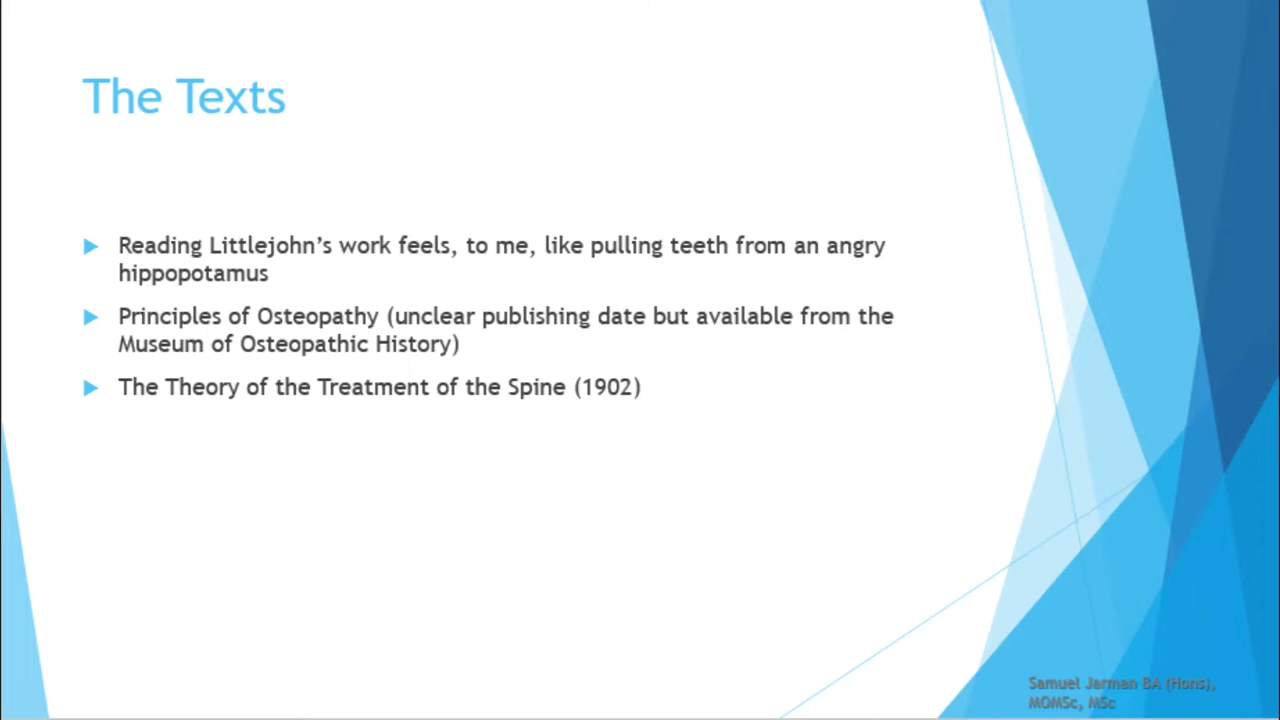 The Texts
Reading Littlejohn’s work feels, to me, like pulling teeth from an angry
hippopotamus
Principles of Osteopathy (unclear publishing date but available from the
Museum of Osteopathic History)
The Theory of the Treatment of the Spine (1902)
Samuel Jarman BA (Hons),
MOMSc, MSc